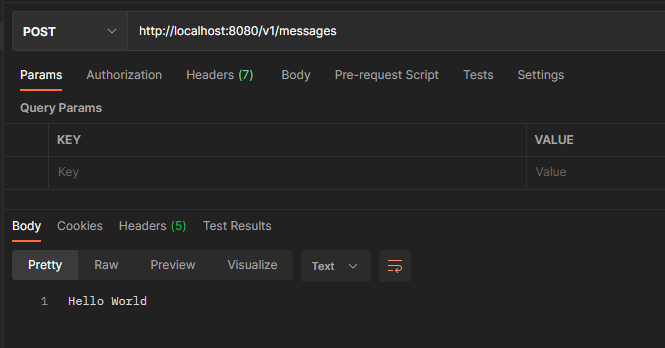 POST http://localhost:8080/v1/messages
Params Authorization Headers (7) Body Pre-request Script Tests Settings
Query Params
KEY VALUE
Key Value
Body Cookies Headers (5) Test Results
Pretty Raw Preview Visualize Text
1 Hello World